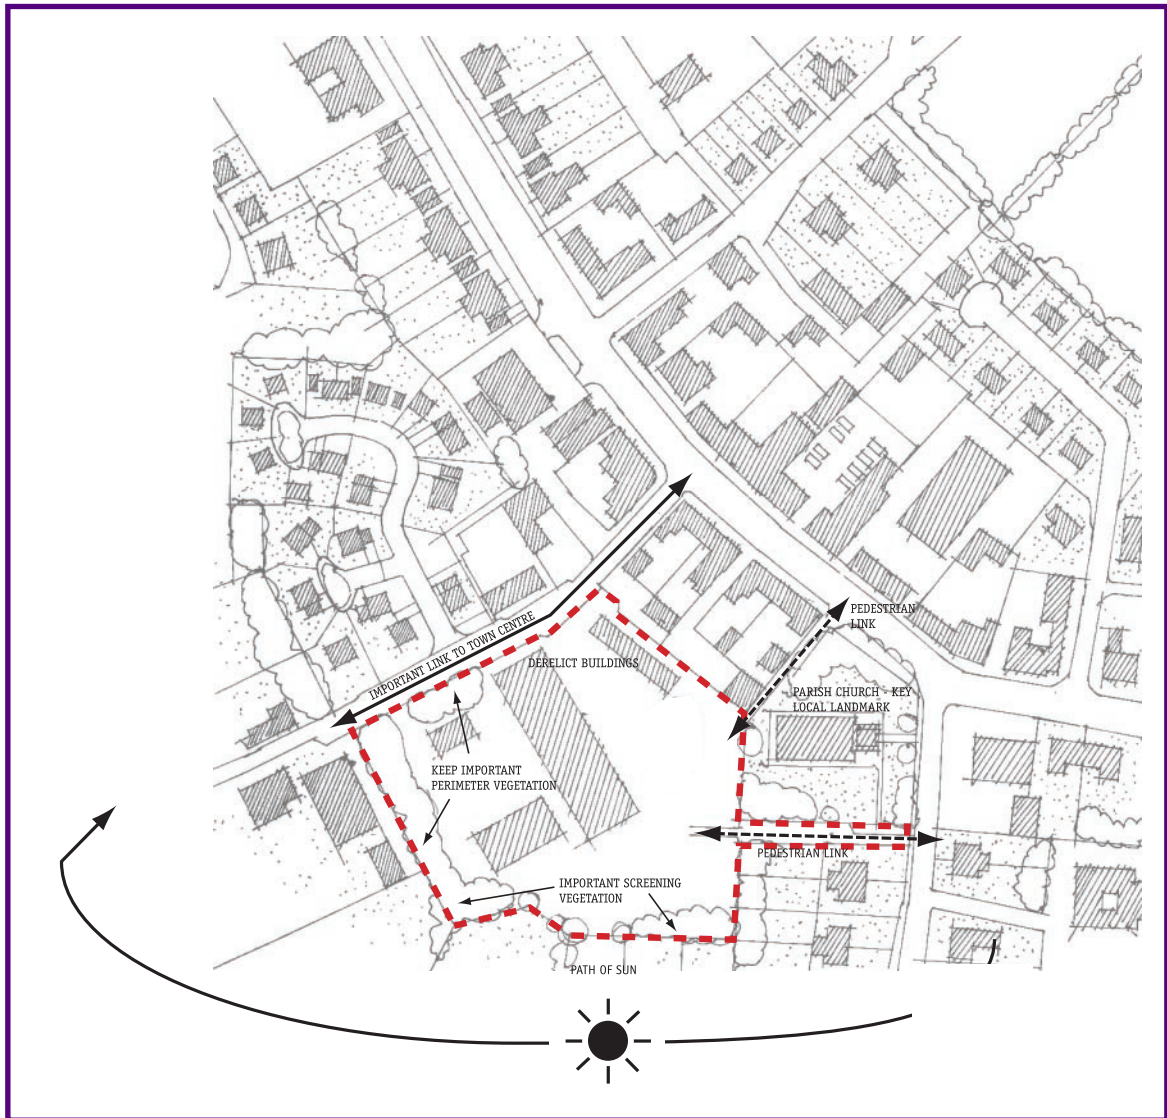 IMPORTANT LINK TO TOWN CENTRE
PEDESTRIAN
LINK
DERELICT BUILDINGS
PARISH CHURCH - KEY
LOCAL LANDMARK
KEEP IMPORTANT
PERIMETER VEGETATION
PEDESTRIAN LINK
IMPORTANT SCREENING
VEGETATION
PATH OF SUN